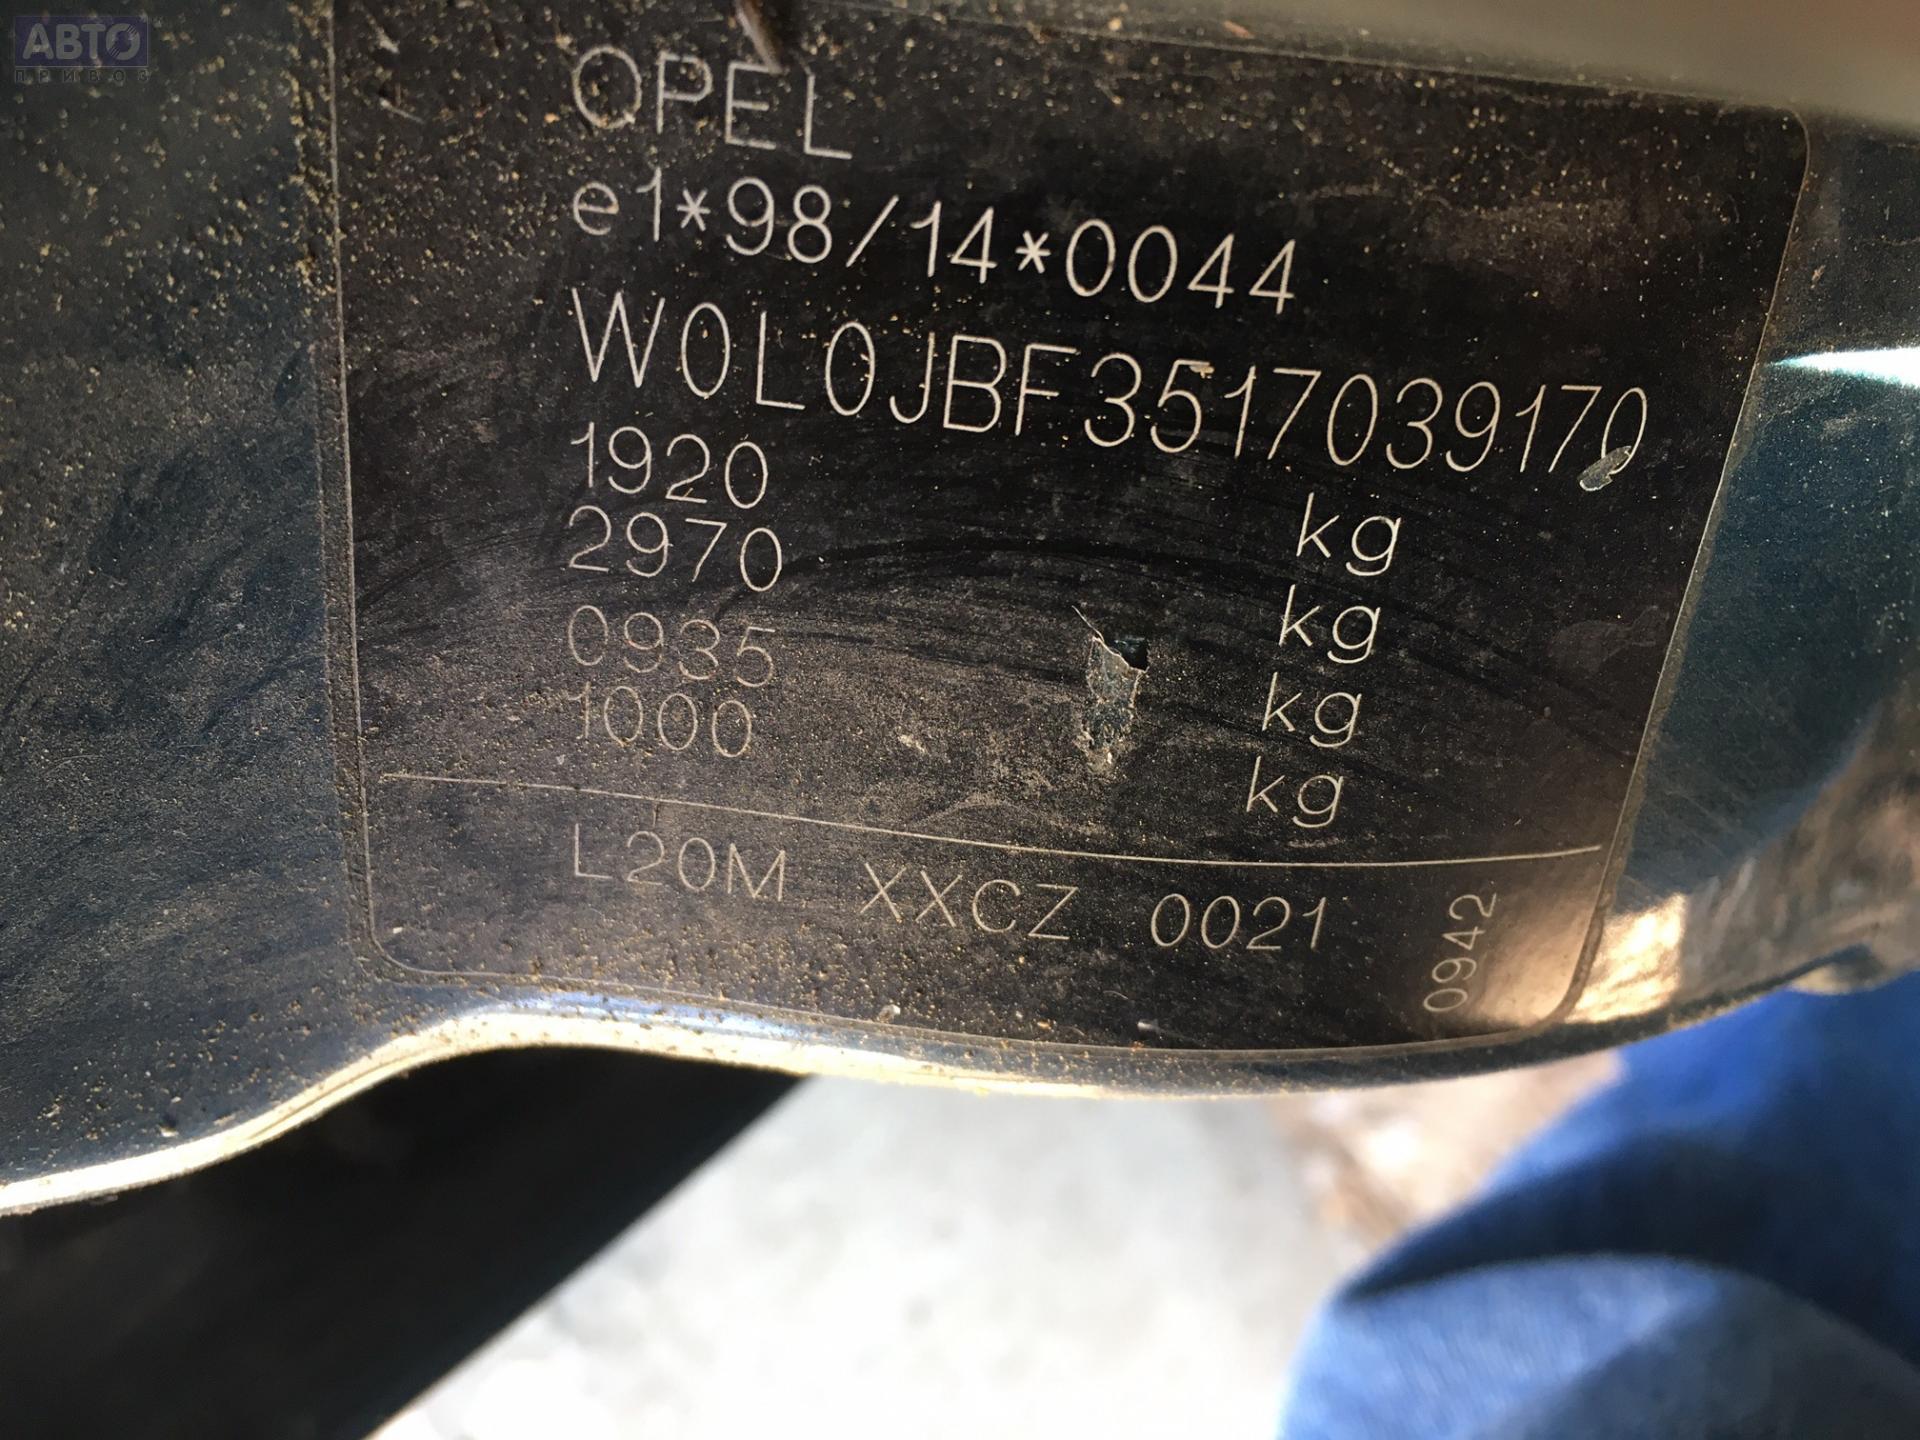 АВТО
ПРИВОЗ
OPEL
e1*98/14*0044
W0L0JBF3517039170
1920 kg
2970 kg
0935 kg
1000 kg
L20M XXCZ 0021
0942